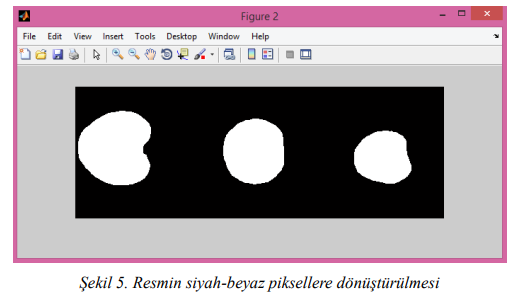 Figure 2
File Edit View Insert Tools Desktop Window Help
Şekil 5. Resmin siyah-beyaz piksellere dönüştürülmesi